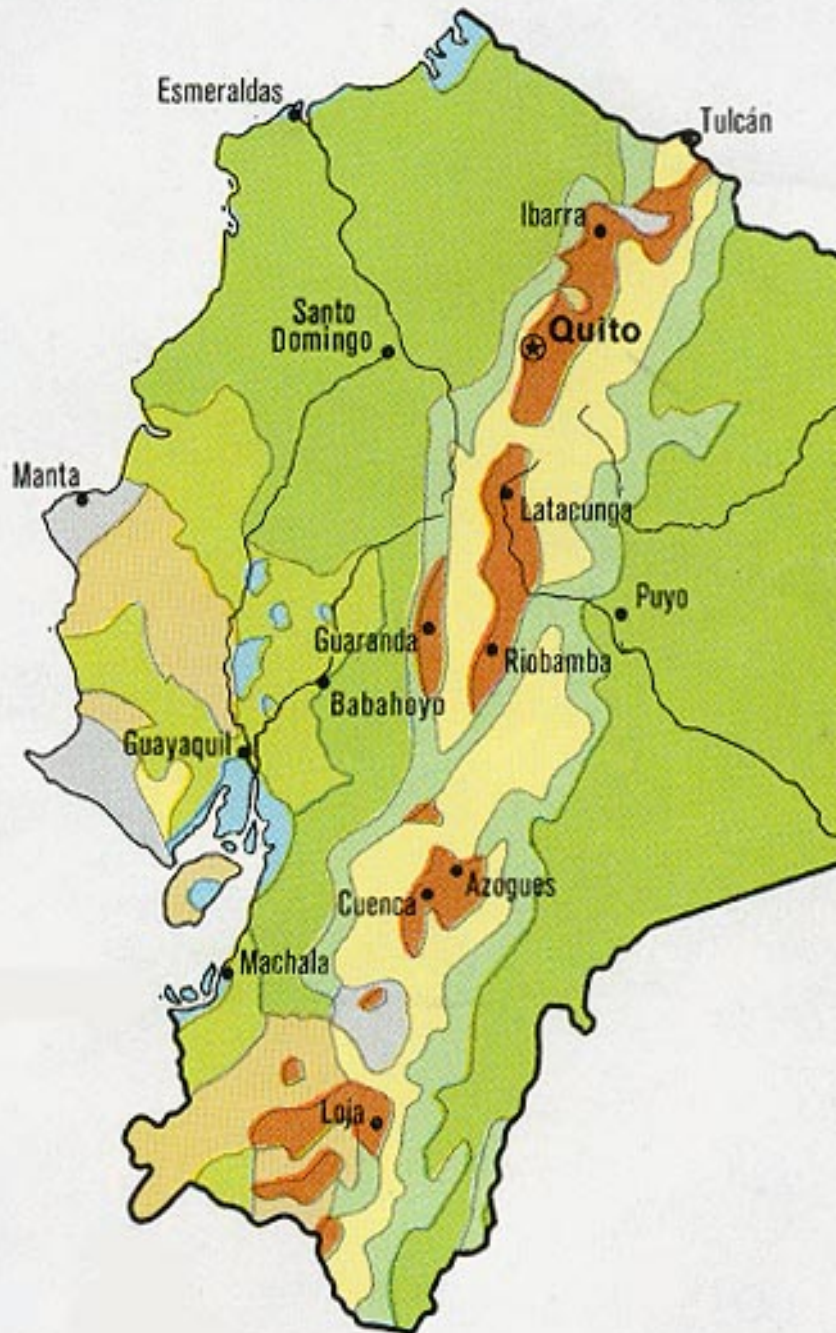 Esmeraldas
Tulcán
Ibarra
Santo
Domingo
Quito
Manta
Latacunga
Puyo
Guaranda
Riobamba
Babahoyo
Guayaquil
Azogues
Cuenca
Machala
Loja